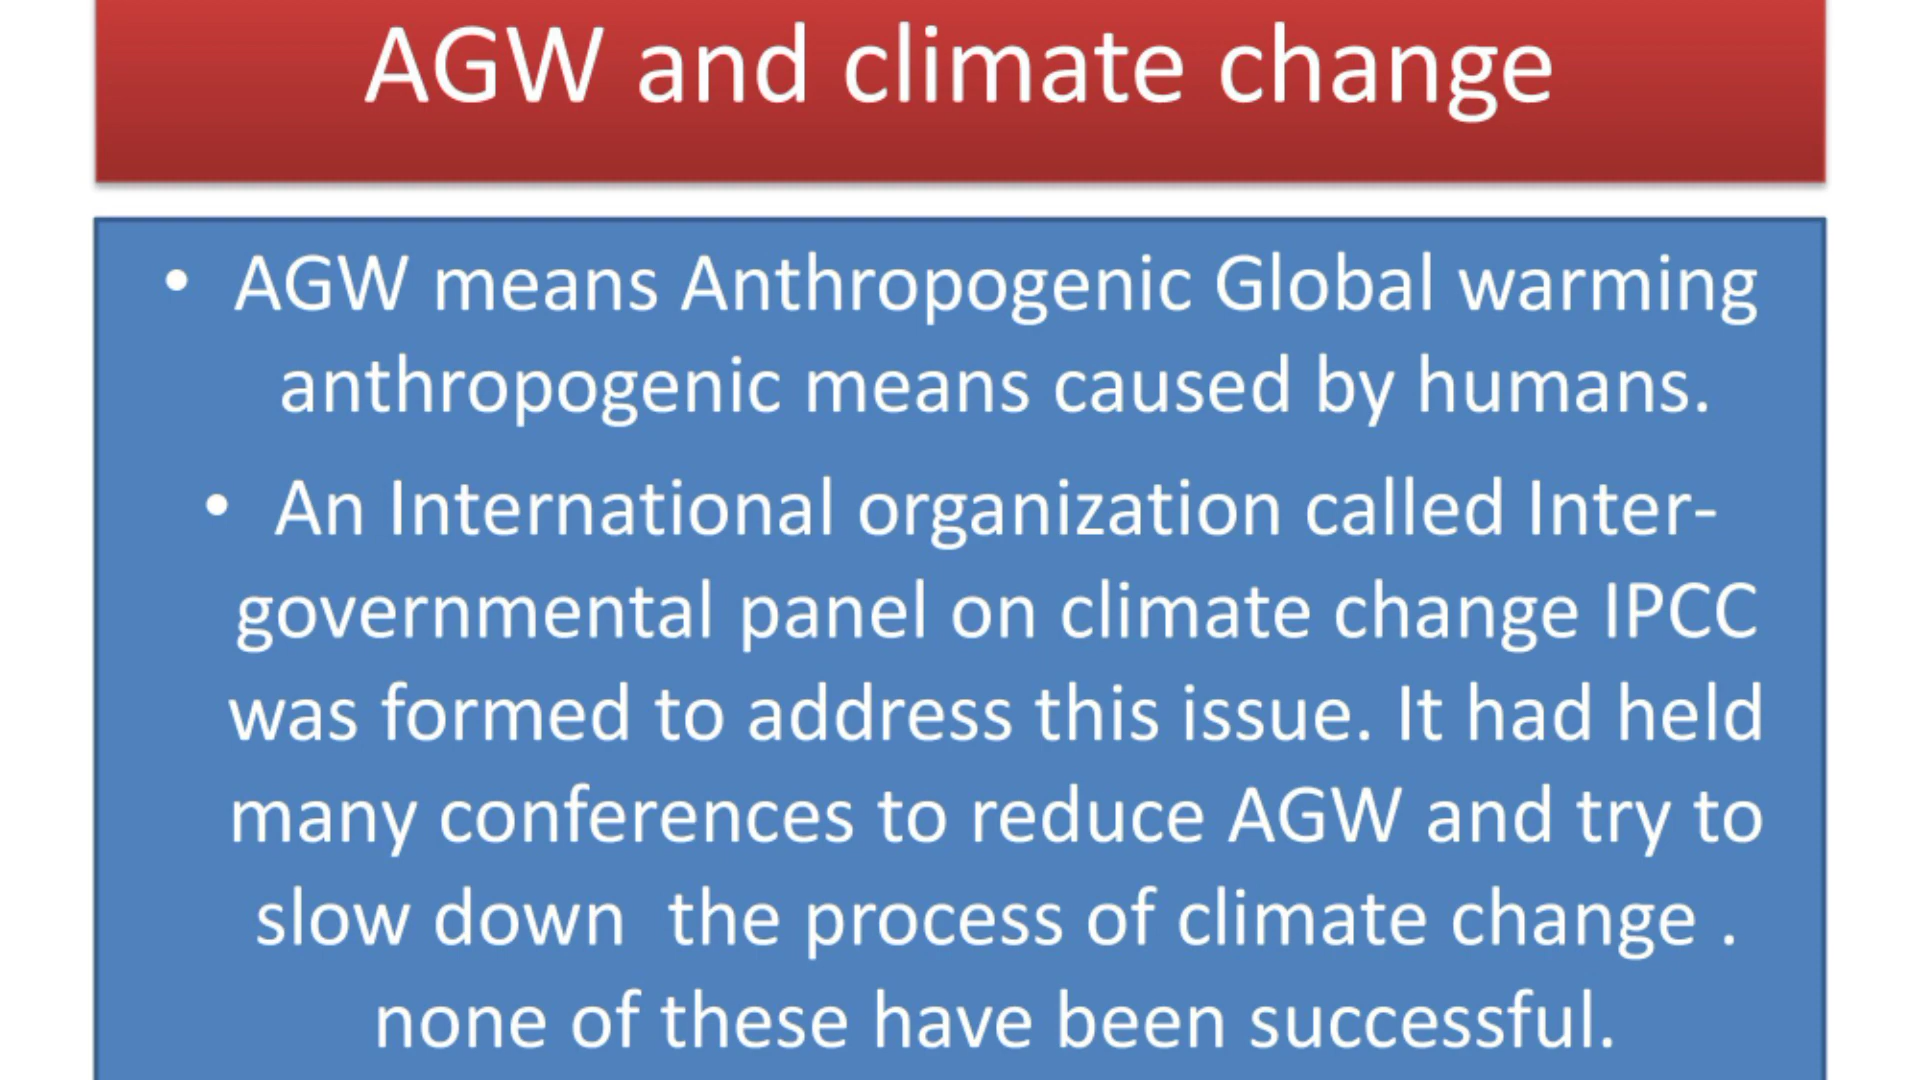 AGW and climate change
• AGW means Anthropogenic Global warming
anthropogenic means caused by humans.
• An International organization called Inter-
governmental panel on climate change IPCC
was formed to address this issue. It had held
many conferences to reduce AGW and try to
slow down  the process of climate change .
none of these have been successful.